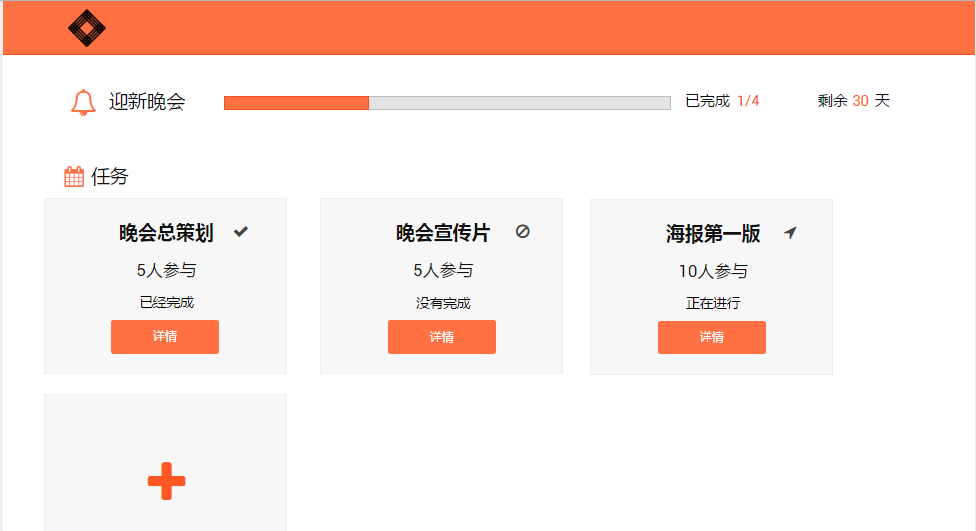 迎新晚会 已完成 1/4 剩余 30 天
任务
晚会总策划
5人参与
已经完成
详情
晚会宣传片
5人参与
没有完成
详情
海报第一版
10人参与
正在进行
详情